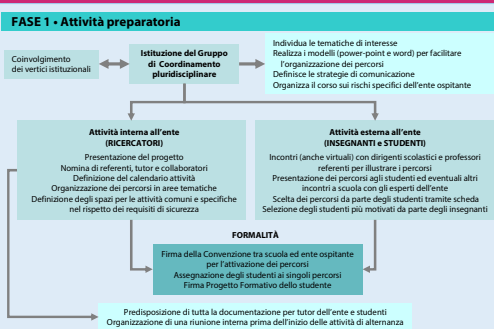 FASE 1 • Attività preparatoria
Coinvolgimento
dei vertici istituzionali
Istituzione del Gruppo
di Coordinamento
pluridisciplinare
Individua le tematiche di interesse
Realizza i modelli (power-point e word) per facilitare
l'organizzazione dei percorsi
Definisce le strategie di comunicazione
Organizza il corso sui rischi specifici dell'ente ospitante
Attività interna all'ente
(RICERCATORI)
Presentazione del progetto
Nomina di referenti, tutor e collaboratori
Definizione del calendario attività
Organizzazione dei percorsi in aree tematiche
Definizione degli spazi per le attività comuni e specifiche
nel rispetto dei requisiti di sicurezza
Attività esterna all'ente
(INSEGNANTI e STUDENTI)
Incontri (anche virtuali) con dirigenti scolastici e professori
referenti per illustrare i percorsi
Presentazione dei percorsi agli studenti ed eventuali altri
incontri a scuola con gli esperti dell'ente
Scelta dei percorsi da parte degli studenti tramite scheda
Selezione degli studenti più motivati da parte degli insegnanti
FORMALITÀ
Firma della Convenzione tra scuola ed ente ospitante
per l'attivazione dei percorsi
Assegnazione degli studenti ai singoli percorsi
Firma Progetto Formativo dello studente
Predisposizione di tutta la documentazione per tutor dell'ente e studenti
Organizzazione di una riunione interna prima dell'inizio delle attività di alternanza